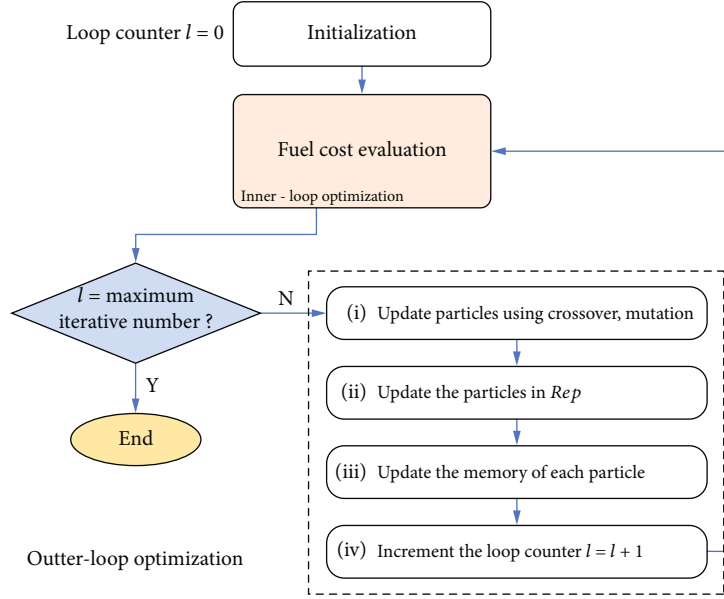 Loop counter l = 0
Initialization
Fuel cost evaluation
Inner - loop optimization
l = maximum
iterative number ?
N
Y
End
(i) Update particles using crossover, mutation
(ii) Update the particles in Rep
(iii) Update the memory of each particle
(iv) Increment the loop counter l = l + 1
Outter-loop optimization